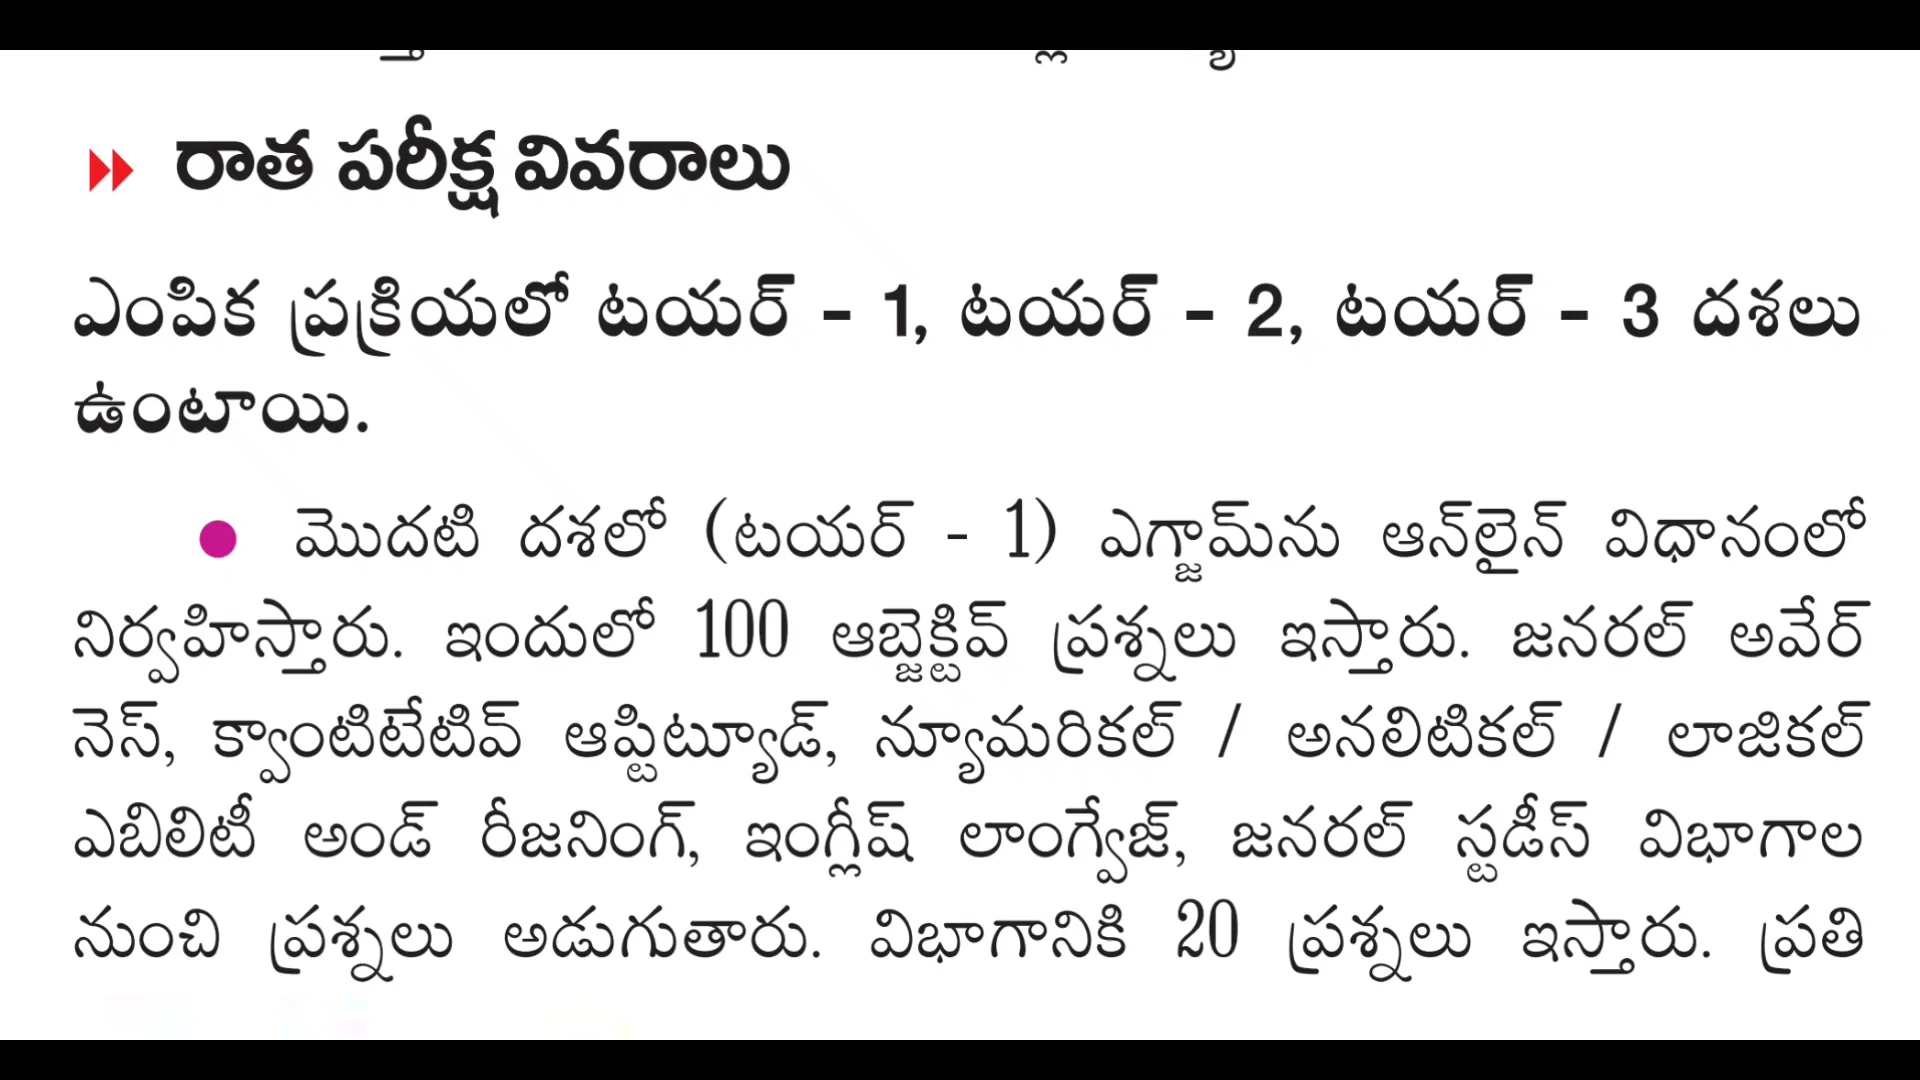 రాత పరీక్ష వివరాలు
ఎంపిక ప్రక్రియలో టయర్ - 1, టయర్ - 2, టయర్ - 3 దశలు
ఉంటాయి.
● మొదటి దశలో (టయర్ - 1) ఎగ్జామ్‌ను ఆన్‌లైన్ విధానంలో
నిర్వహిస్తారు. ఇందులో 100 ఆబ్జెక్టివ్ ప్రశ్నలు ఇస్తారు. జనరల్ అవేర్
నెస్, క్వాంటిటేటివ్ ఆప్టిట్యూడ్, న్యూమరికల్ / అనలిటికల్ / లాజికల్
ఎబిలిటీ అండ్ రీజనింగ్, ఇంగ్లీష్ లాంగ్వేజ్, జనరల్ స్టడీస్ విభాగాల
నుంచి ప్రశ్నలు అడుగుతారు. విభాగానికి 20 ప్రశ్నలు ఇస్తారు. ప్రతి